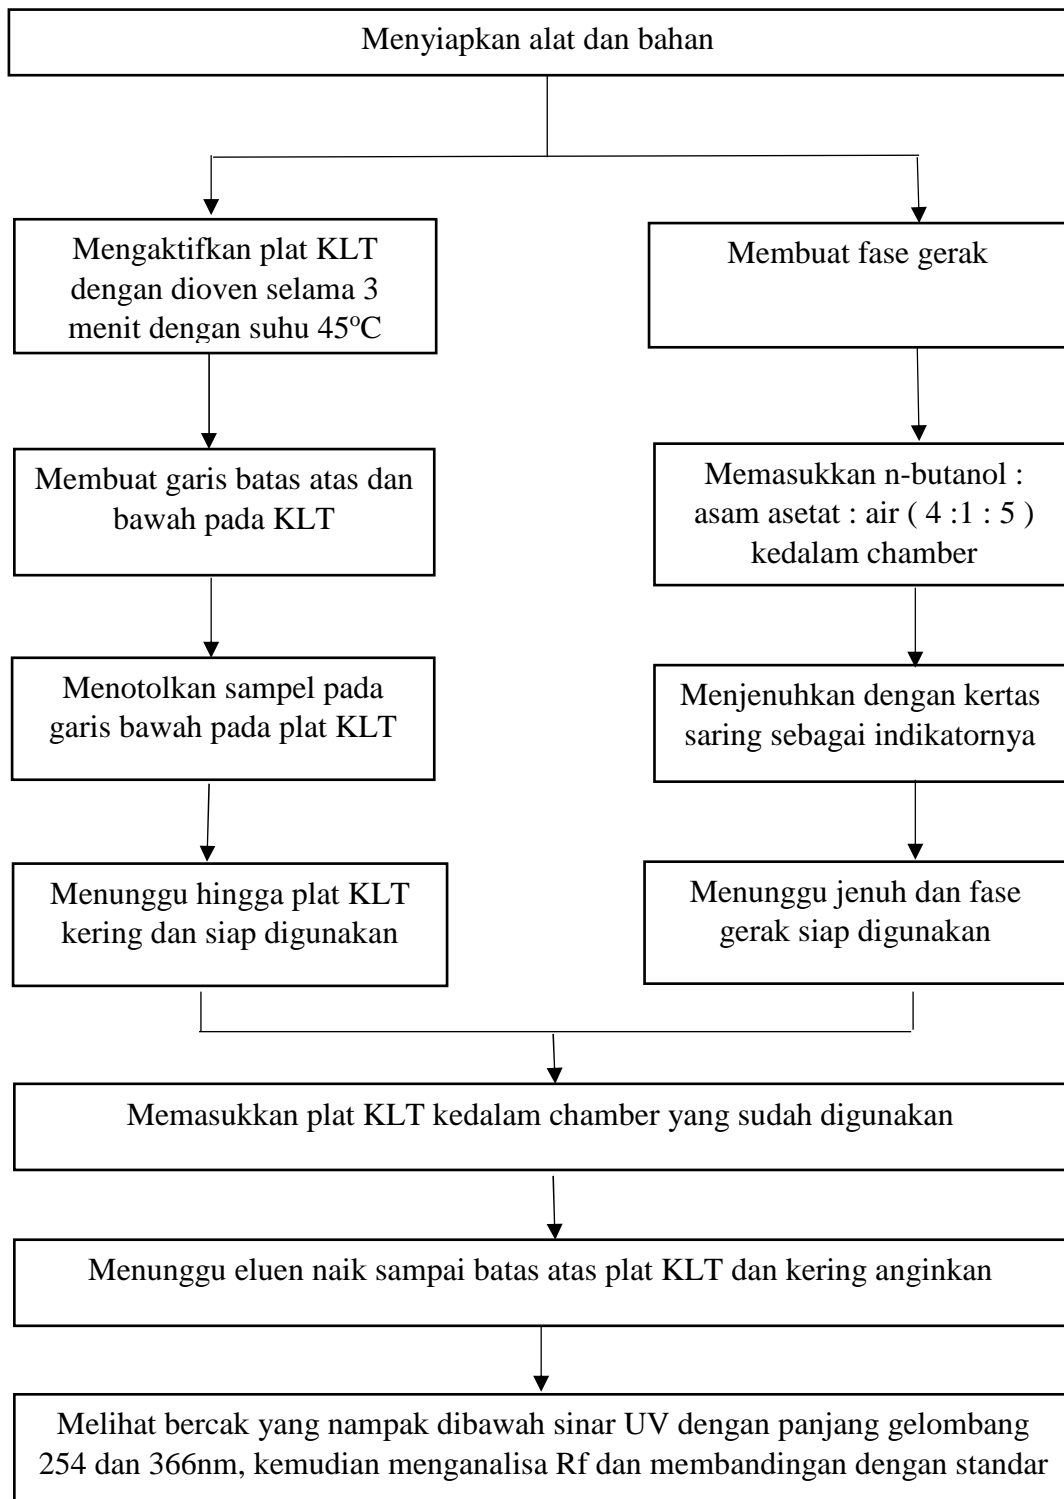 Menyiapkan alat dan bahan
Mengaktifkan plat KLT
dengan dioven selama 3
menit dengan suhu 45°C
Membuat fase gerak
Membuat garis batas atas dan
bawah pada KLT
Memasukkan n-butanol :
asam asetat : air ( 4 :1 : 5 )
kedalam chamber
Menotolkan sampel pada
garis bawah pada plat KLT
Menjenuhkan dengan kertas
saring sebagai indikatornya
Menunggu hingga plat KLT
kering dan siap digunakan
Menunggu jenuh dan fase
gerak siap digunakan
Memasukkan plat KLT kedalam chamber yang sudah digunakan
Menunggu eluen naik sampai batas atas plat KLT dan kering anginkan
Melihat bercak yang nampak dibawah sinar UV dengan panjang gelombang
254 dan 366nm, kemudian menganalisa Rf dan membandingan dengan standar